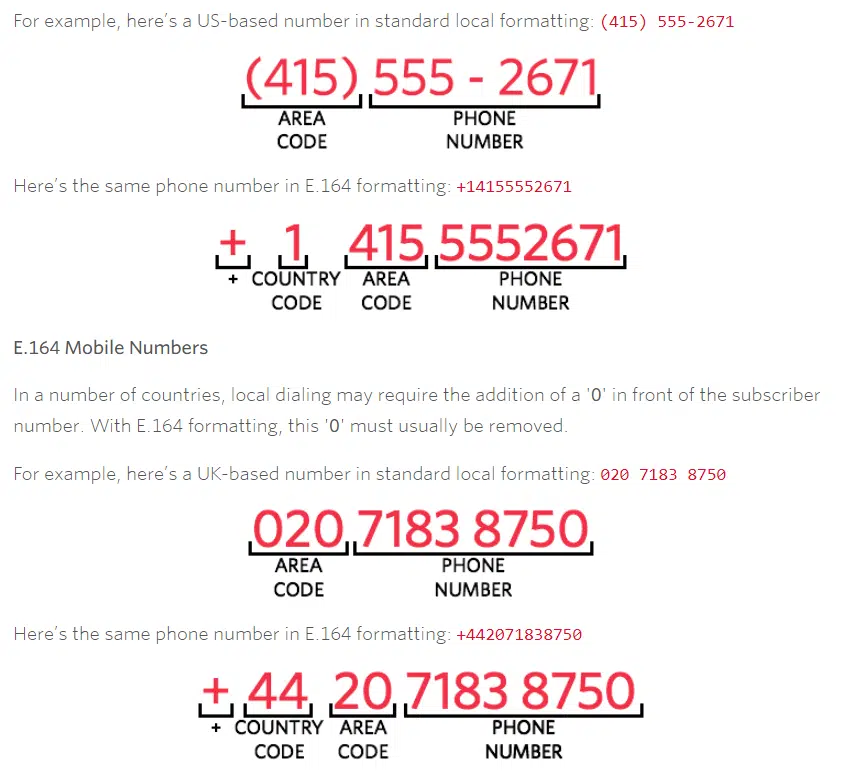 For example, here's a US-based number in standard local formatting: (415) 555-2671
(415) 555 - 2671
AREA PHONE
CODE NUMBER
Here's the same phone number in E.164 formatting: +14155552671
+ 1 415 5552671
+ COUNTRY AREA PHONE
CODE CODE NUMBER
E.164 Mobile Numbers
In a number of countries, local dialing may require the addition of a '0' in front of the subscriber
number. With E.164 formatting, this '0' must usually be removed.
For example, here's a UK-based number in standard local formatting: 020 7183 8750
020 7183 8750
AREA PHONE
CODE NUMBER
Here's the same phone number in E.164 formatting: +442071838750
+ 44 20 7183 8750
+ COUNTRY AREA PHONE
CODE CODE NUMBER